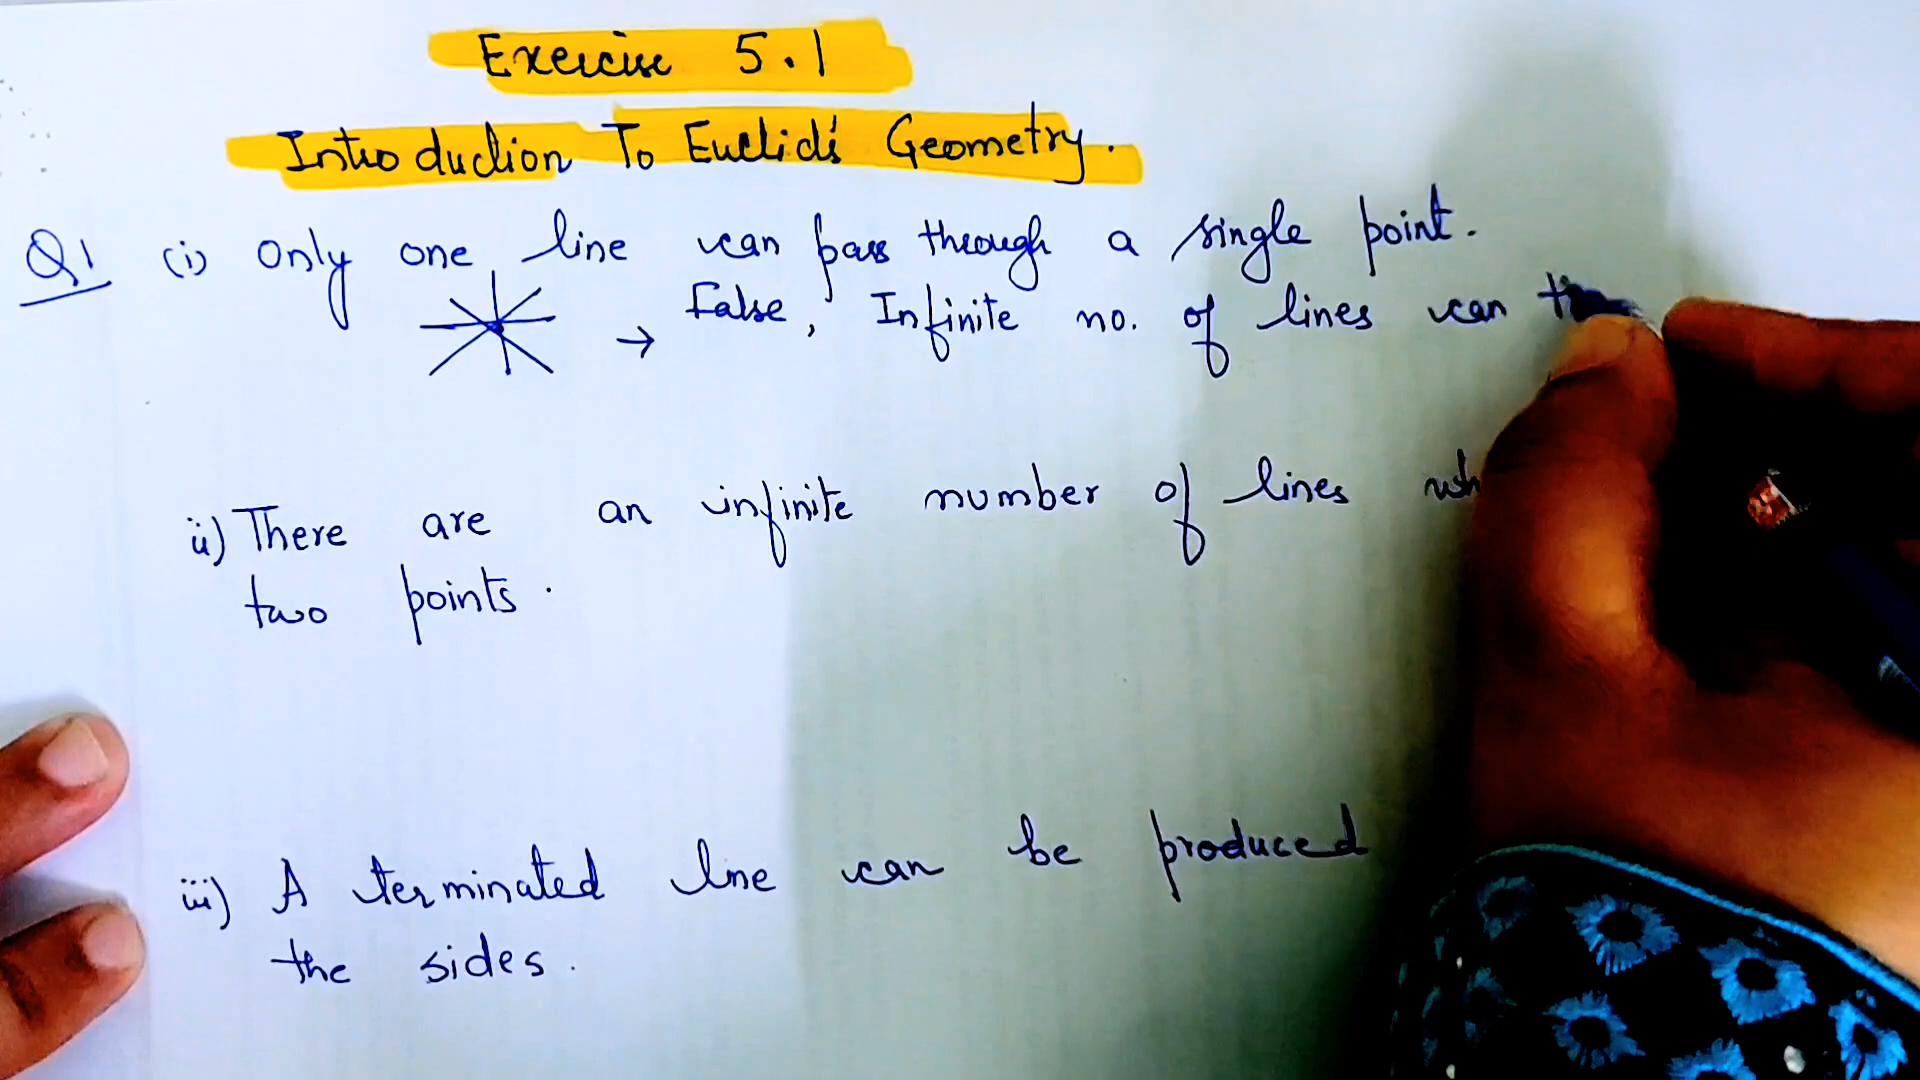 Exercise 5.1
Introduction To Euclid's Geometry.
Q1 (i) Only one line can pass through a single point.
→ False, Infinite no. of lines can
ii) There are an infinite number of lines
two points.
iii) A terminated line can be produced
the sides.